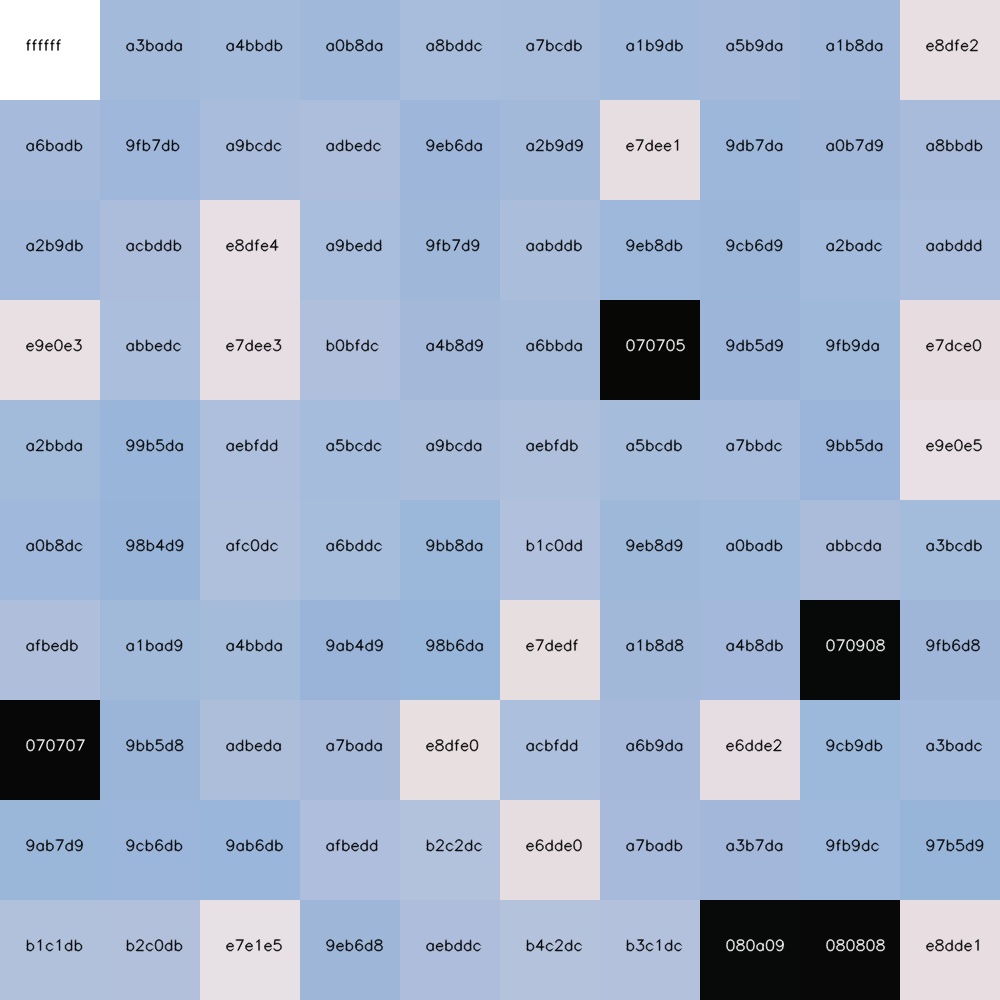 ffffff a3bada a4bbdb a0b8da a8bddc a7bcdb a1b9db a5b9da a1b8da e8dfe2
a6badb 9fb7db a9bcdc adbedc 9eb6da a2b9d9 e7dee1 9db7da a0b7d9 a8bbdb
a2b9db acbddb e8dfe4 a9bedd 9fb7d9 aabddb 9eb8db 9cb6d9 a2badc aabddd
e9e0e3 abbedc e7dee3 b0bfdc a4b8d9 a6bbda 070705 9db5d9 9fb9da e7dce0
a2bbda 99b5da aebfdd a5bcdc a9bcda aebfdb a5bcdb a7bbdc 9bb5da e9e0e5
a0b8dc 98b4d9 afc0dc a6bddc 9bb8da b1c0dd 9eb8d9 a0badb abbcda a3bcdb
afbedb a1bad9 a4bbda 9ab4d9 98b6da e7dedf a1b8d8 a4b8db 070908 9fb6d8
070707 9bb5d8 adbeda a7bada e8dfe0 acbfdd a6b9da e6dde2 9cb9db a3badc
9ab7d9 9cb6db 9ab6db afbedd b2c2dc e6dde0 a7badb a3b7da 9fb9dc 97b5d9
b1c1db b2c0db e7e1e5 9eb6d8 aebddc b4c2dc b3c1dc 080a09 080808 e8dde1